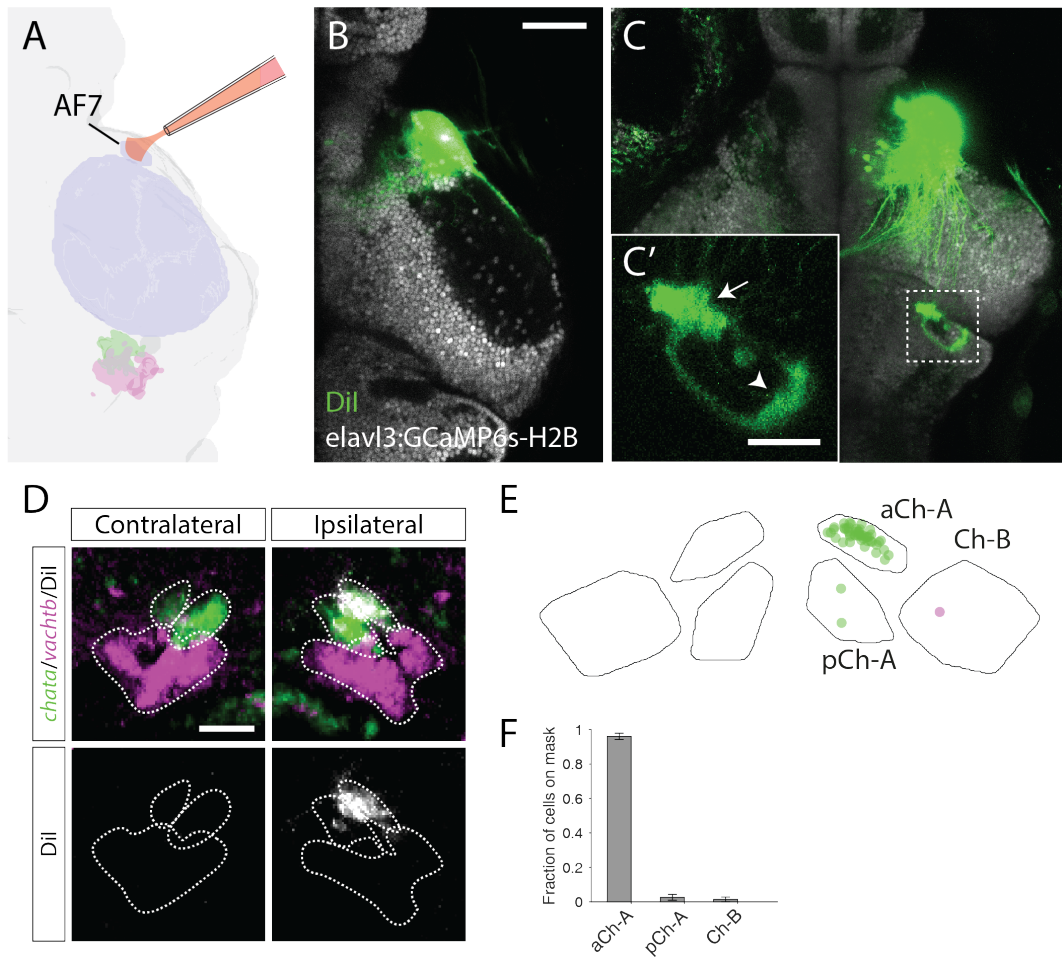 A
AF7
B
DiI
elavl3:GCaMP6s-H2B
C
C'
D
Contralateral
Ipsilateral
chata/vachtb/DiI
DiI
E
aCh-A
Ch-B
pCh-A
F
Fraction of cells on mask
1
0.8
0.6
0.4
0.2
0
aCh-A
pCh-A
Ch-B